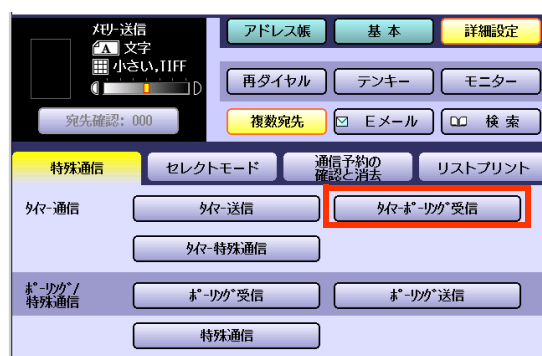 ﾒﾓﾘｰ送信
A 文字
小さい,TIFF
D
宛先確認: 000
アドレス帳
基本
詳細設定
再ダイヤル
テンキー
モニター
複数宛先
Eメール
検索
特殊通信
セレクトモード
通信予約の
確認と消去
リストプリント
ﾀｲﾏｰ通信
ﾀｲﾏｰ送信
ﾀｲﾏｰﾎﾟｰﾘﾝｸﾞ受信
ﾀｲﾏｰ特殊通信
ﾎﾟｰﾘﾝｸﾞ/
特殊通信
ﾎﾟｰﾘﾝｸﾞ受信
ﾎﾟｰﾘﾝｸﾞ送信
特殊通信